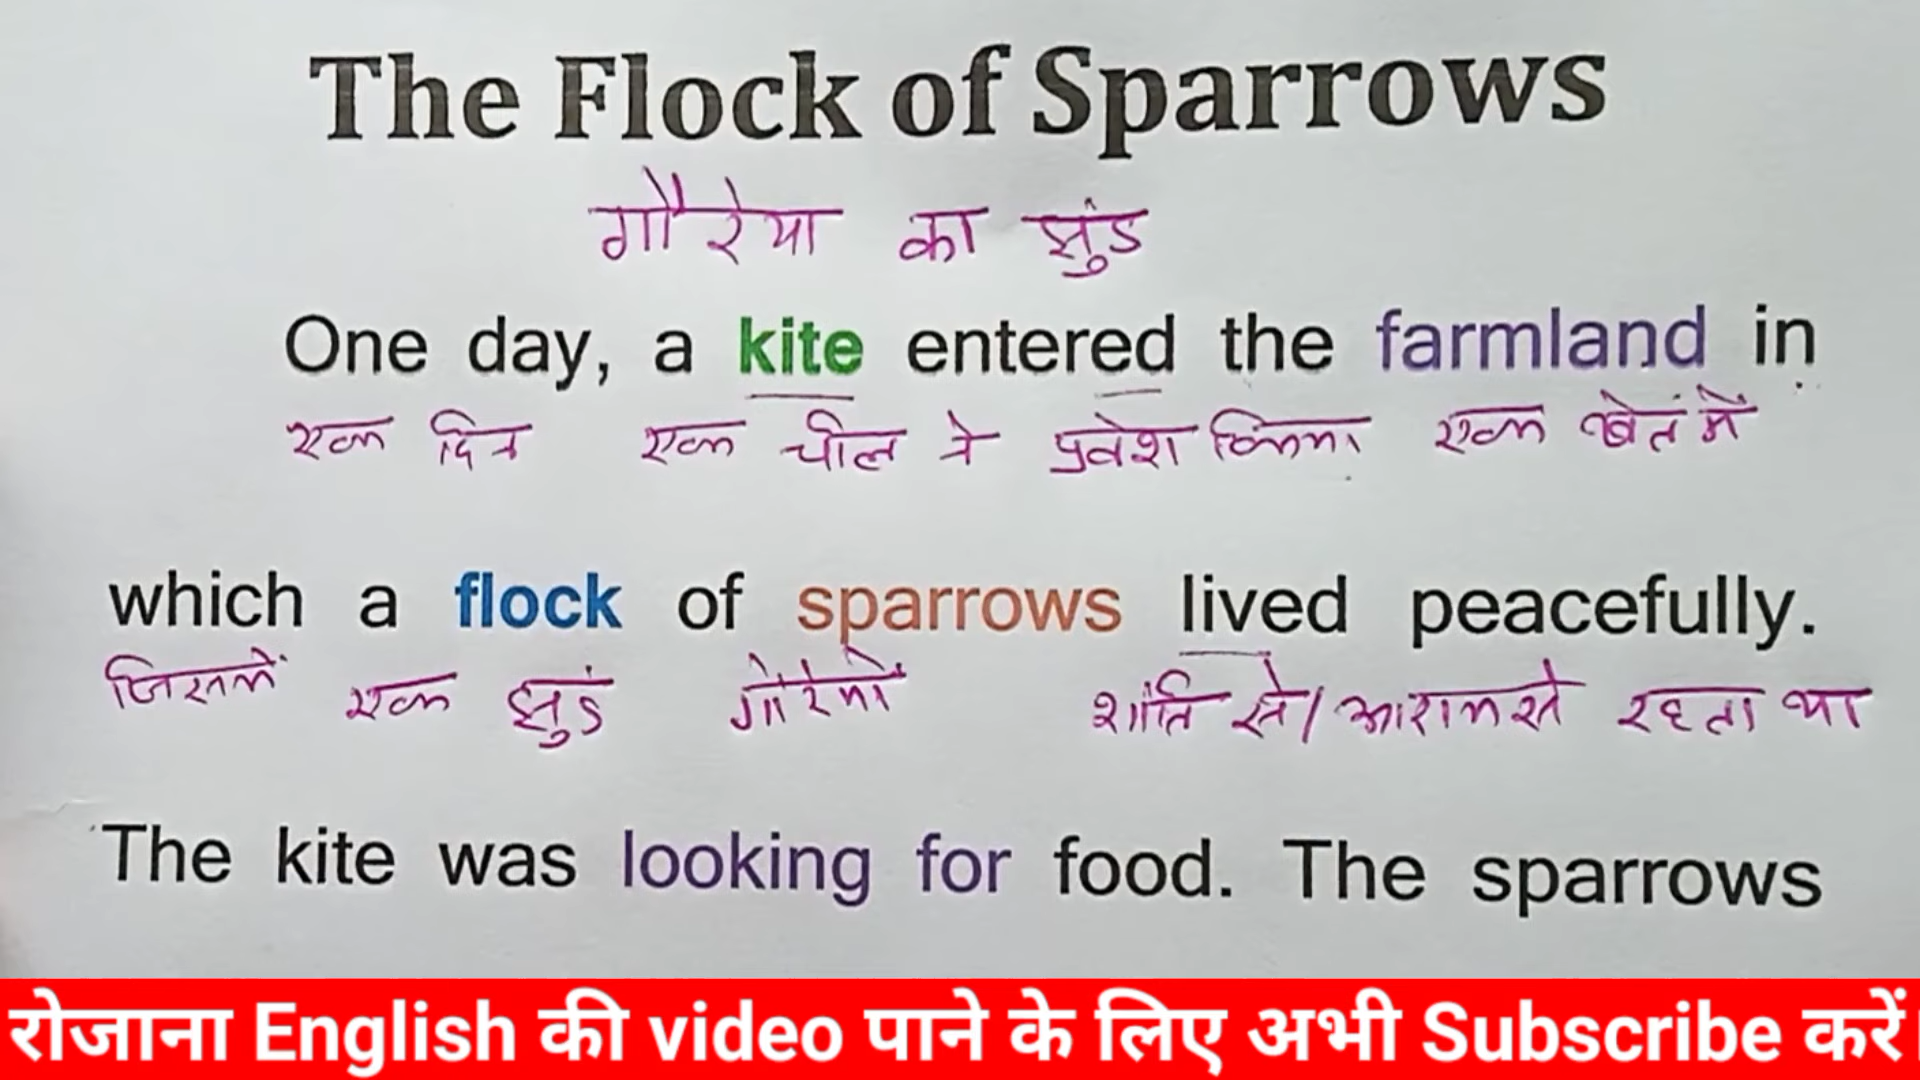 The Flock of Sparrows
गौरेया का झुंड
One day, a kite entered the farmland in
एक दिन एक चील ने प्रवेश किया एक खेत में
which a flock of sparrows lived peacefully.
जिसमें एक झुंड गौरेयों शांति से/आराम से रहता था
The kite was looking for food. The sparrows
रोजाना English की video पाने के लिए अभी Subscribe करें।